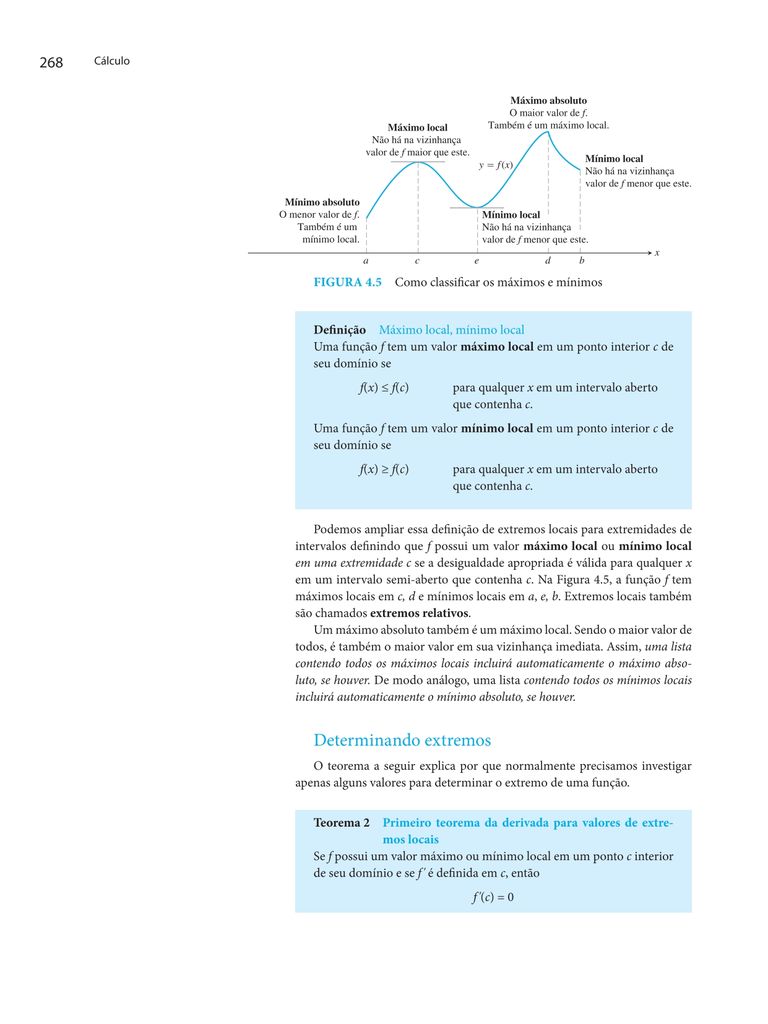 268 Cálculo
Máximo absoluto
O maior valor de f.
Também é um máximo local.
Máximo local
Não há na vizinhança
valor de f maior que este.
y = f(x)
Mínimo local
Não há na vizinhança
valor de f menor que este.
Mínimo absoluto
O menor valor de f.
Também é um
mínimo local.
Mínimo local
Não há na vizinhança
valor de f menor que este.
a c e d b x
FIGURA 4.5 Como classificar os máximos e mínimos
Definição Máximo local, mínimo local
Uma função f tem um valor máximo local em um ponto interior c de
seu domínio se
f(x) ≤ f(c) para qualquer x em um intervalo aberto
que contenha c.
Uma função f tem um valor mínimo local em um ponto interior c de
seu domínio se
f(x) ≥ f(c) para qualquer x em um intervalo aberto
que contenha c.
Podemos ampliar essa definição de extremos locais para extremidades de
intervalos definindo que f possui um valor máximo local ou mínimo local
em uma extremidade c se a desigualdade apropriada é válida para qualquer x
em um intervalo semi-aberto que contenha c. Na Figura 4.5, a função f tem
máximos locais em c, d e mínimos locais em a, e, b. Extremos locais também
são chamados extremos relativos.
Um máximo absoluto também é um máximo local. Sendo o maior valor de
todos, é também o maior valor em sua vizinhança imediata. Assim, uma lista
contendo todos os máximos locais incluirá automaticamente o máximo abso-
luto, se houver. De modo análogo, uma lista contendo todos os mínimos locais
incluirá automaticamente o mínimo absoluto, se houver.
Determinando extremos
O teorema a seguir explica por que normalmente precisamos investigar
apenas alguns valores para determinar o extremo de uma função.
Teorema 2 Primeiro teorema da derivada para valores de extre-
mos locais
Se f possui um valor máximo ou mínimo local em um ponto c interior
de seu domínio e se f′ é definida em c, então
f′(c) = 0